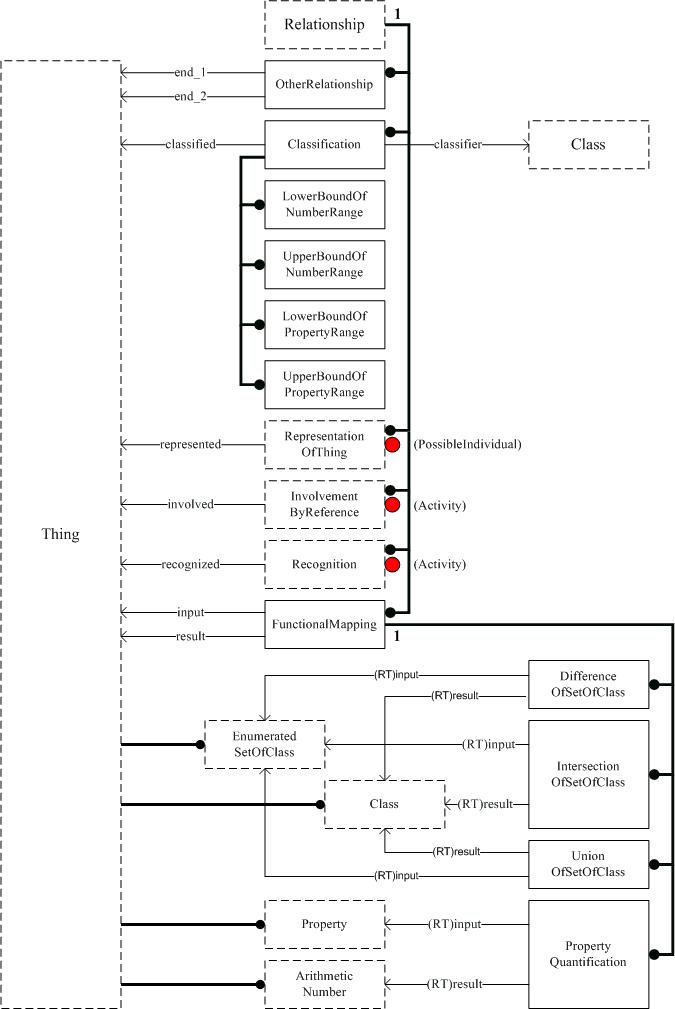 Relationship
1
end_1
OtherRelationship
end_2
classified
Classification
classifier
Class
LowerBoundOf
NumberRange
UpperBoundOf
NumberRange
LowerBoundOf
PropertyRange
UpperBoundOf
PropertyRange
represented
Representation
OfThing
(PossibleIndividual)
involved
Involvement
ByReference
(Activity)
Thing
recognized
Recognition
(Activity)
input
FunctionalMapping
result
1
(RT)input
Difference
OfSetOfClass
(RT)result
Enumerated
SetOfClass
(RT)input
Intersection
OfSetOfClass
Class
(RT)result
(RT)result
Union
OfSetOfClass
(RT)input
Property
(RT)input
Property
Quantification
Arithmetic
Number
(RT)result